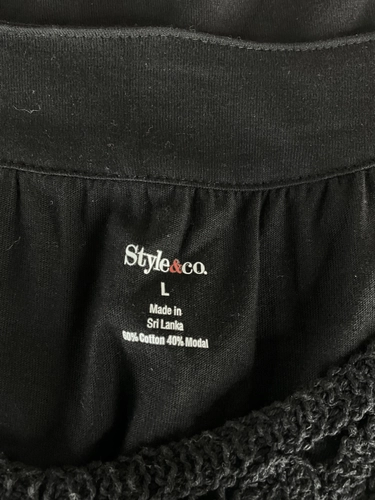 Style&co.
L
Made in
Sri Lanka
60% Cotton 40% Modal